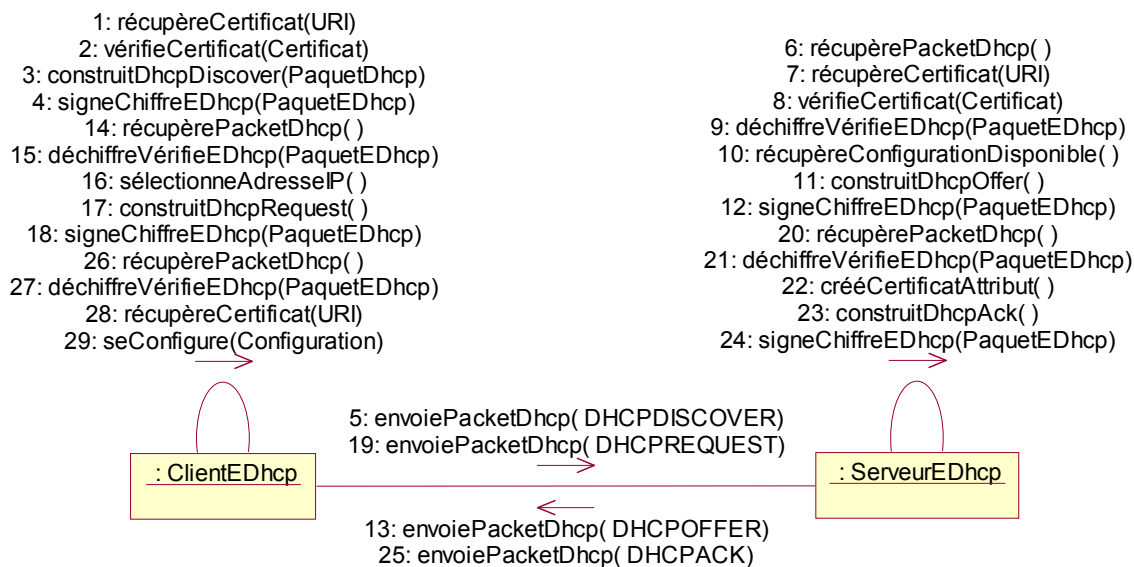 1: récupèreCertificat(URI)
2: vérifieCertificat(Certificat)
3: construitDhcpDiscover(PaquetDhcp)
4: signeChiffreEDhcp(PaquetEDhcp)
14: récupèrePacketDhcp( )
15: déchiffreVérifieEDhcp(PaquetEDhcp)
16: sélectionneAdresseIP( )
17: construitDhcpRequest( )
18: signeChiffreEDhcp(PaquetEDhcp)
26: récupèrePacketDhcp( )
27: déchiffreVérifieEDhcp(PaquetEDhcp)
28: récupèreCertificat(URI)
29: seConfigure(Configuration)
6: récupèrePacketDhcp( )
7: récupèreCertificat(URI)
8: vérifieCertificat(Certificat)
9: déchiffreVérifieEDhcp(PaquetEDhcp)
10: récupèreConfigurationDisponible( )
11: construitDhcpOffer( )
12: signeChiffreEDhcp(PaquetEDhcp)
20: récupèrePacketDhcp( )
21: déchiffreVérifieEDhcp(PaquetEDhcp)
22: crééCertificatAttribut( )
23: construitDhcpAck( )
24: signeChiffreEDhcp(PaquetEDhcp)
5: envoiePacketDhcp( DHCPDISCOVER)
19: envoiePacketDhcp( DHCPREQUEST)
: ClientEDhcp
: ServeurEDhcp
13: envoiePacketDhcp( DHCPOFFER)
25: envoiePacketDhcp( DHCPACK)